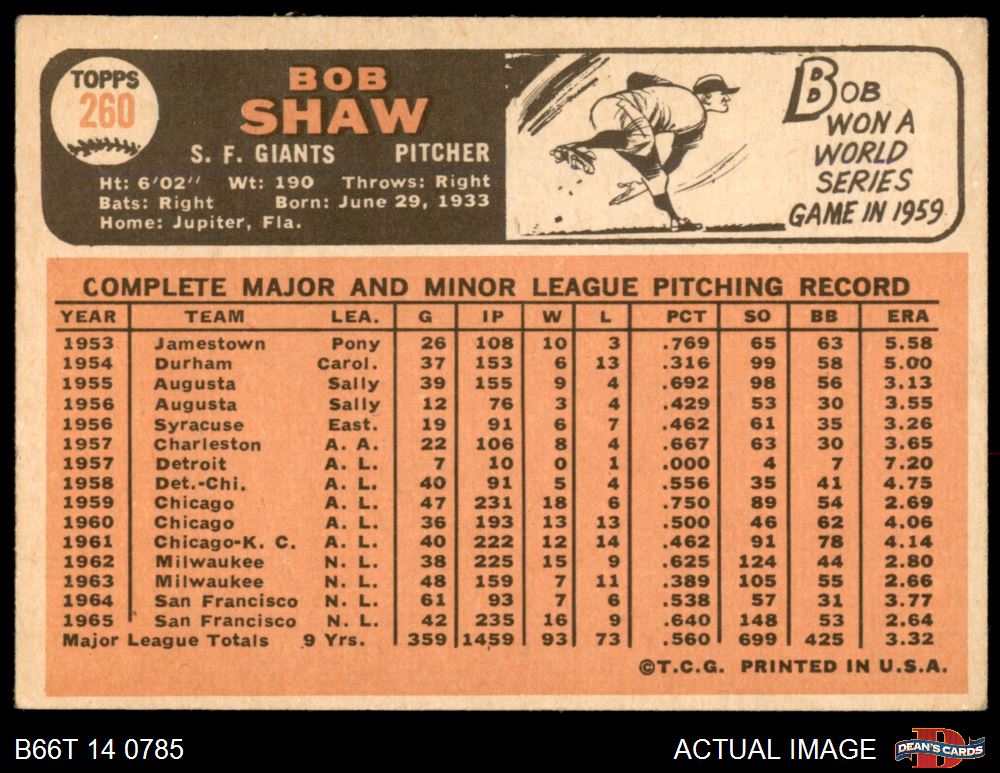 TOPPS
260
BOB
SHAW
S. F. GIANTS PITCHER
Ht: 6'02" Wt: 190 Throws: Right
Bats: Right Born: June 29, 1933
Home: Jupiter, Fla.
BOB
WON A
WORLD
SERIES
GAME IN 1959
COMPLETE MAJOR AND MINOR LEAGUE PITCHING RECORD
YEAR TEAM LEA. G IP W L PCT SO BB ERA
1953 Jamestown Pony 26 108 10 3 .769 65 63 5.58
1954 Durham Carol. 37 153 6 13 .316 99 58 5.00
1955 Augusta Sally 39 155 9 4 .692 98 56 3.13
1956 Augusta Sally 12 76 3 4 .429 53 30 3.55
1956 Syracuse East. 19 91 6 7 .462 61 35 3.26
1957 Charleston A. A. 22 106 8 4 .667 63 30 3.65
1957 Detroit A. L. 7 10 0 1 .000 4 7 7.20
1958 Det.-Chi. A. L. 40 91 5 4 .556 35 41 4.75
1959 Chicago A. L. 47 231 18 6 .750 89 54 2.69
1960 Chicago A. L. 36 193 13 13 .500 46 62 4.06
1961 Chicago-K. C. A. L. 40 222 12 14 .462 91 78 4.14
1962 Milwaukee N. L. 38 225 15 9 .625 124 44 2.80
1963 Milwaukee N. L. 48 159 7 11 .389 105 55 2.66
1964 San Francisco N. L. 61 93 7 6 .538 57 31 3.77
1965 San Francisco N. L. 42 235 16 9 .640 148 53 2.64
Major League Totals 9 Yrs. 359 1459 93 73 .560 699 425 3.32
©T.C.G. PRINTED IN U.S.A.
B66T 14 0785 ACTUAL IMAGE
DEAN'S CARDS